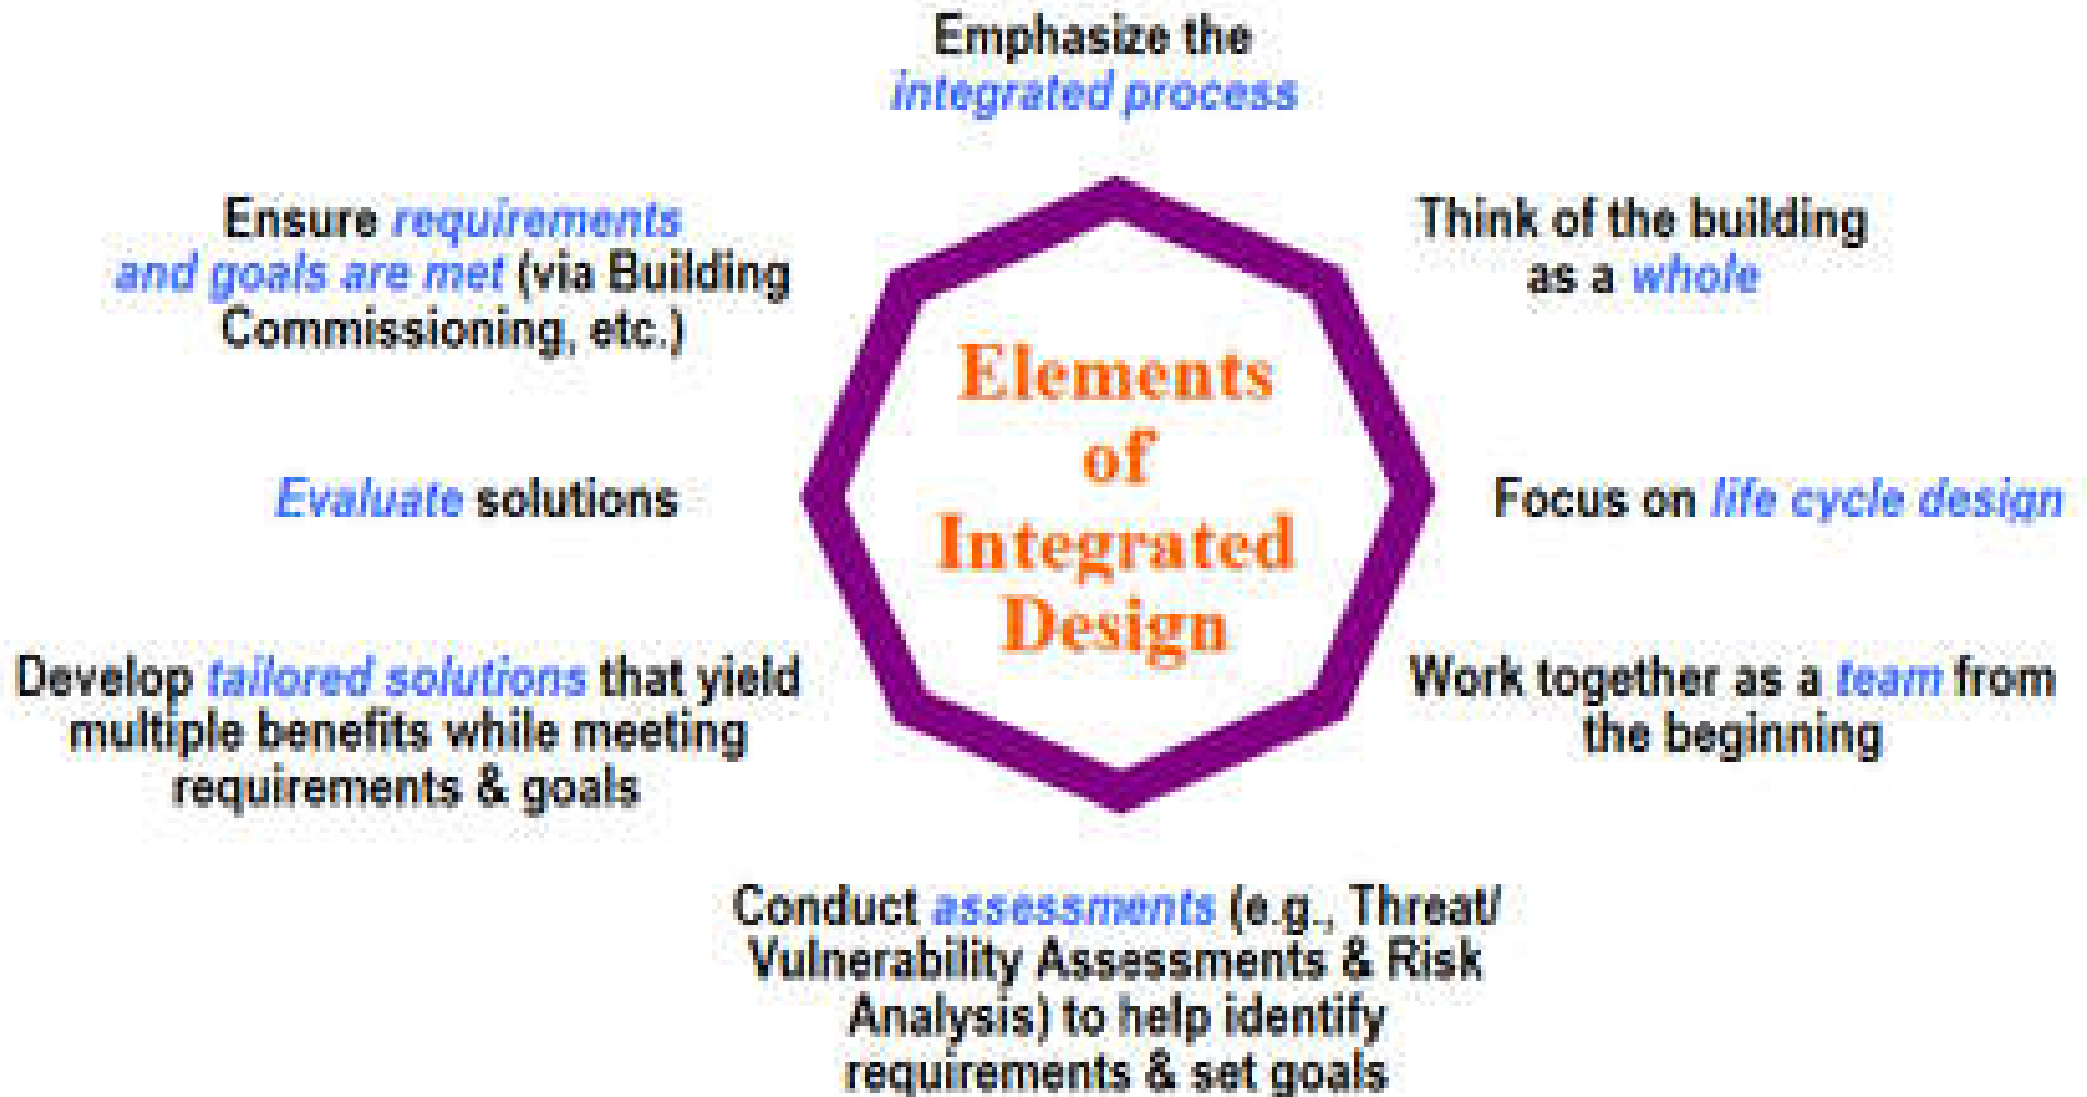 Emphasize the
integrated process
Think of the building
as a whole
Focus on life cycle design
Work together as a team from
the beginning
Conduct assessments (e.g., Threat/
Vulnerability Assessments & Risk
Analysis) to help identify
requirements & set goals
Develop tailored solutions that yield
multiple benefits while meeting
requirements & goals
Evaluate solutions
Ensure requirements
and goals are met (via Building
Commissioning, etc.)
Elements
of
Integrated
Design